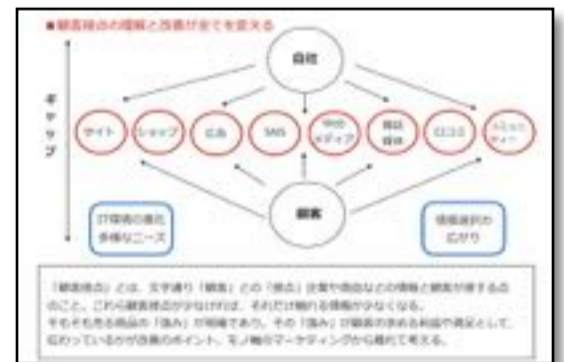 ■顧客接点の理解と改善が全てを変える
自社
ギャップ
サイト
ショップ
広告
SNS
WEB
メディア
雑誌
媒体
口コミ
コミュニ
ティー
顧客
IT環境の進化
多様なニーズ
情報選択の
広がり
「顧客接点」とは、文字通り「顧客」との「接点」企業や商品などの情報と顧客が接する点
のこと。これら顧客接点が少なければ、それだけ触れる情報が少なくなる。
そもそも売る商品の「強み」が明確であり、その「強み」が顧客の求める利益や満足として、
伝わっているかが改善のポイント、モノ軸のマーケティングから離れて考える。